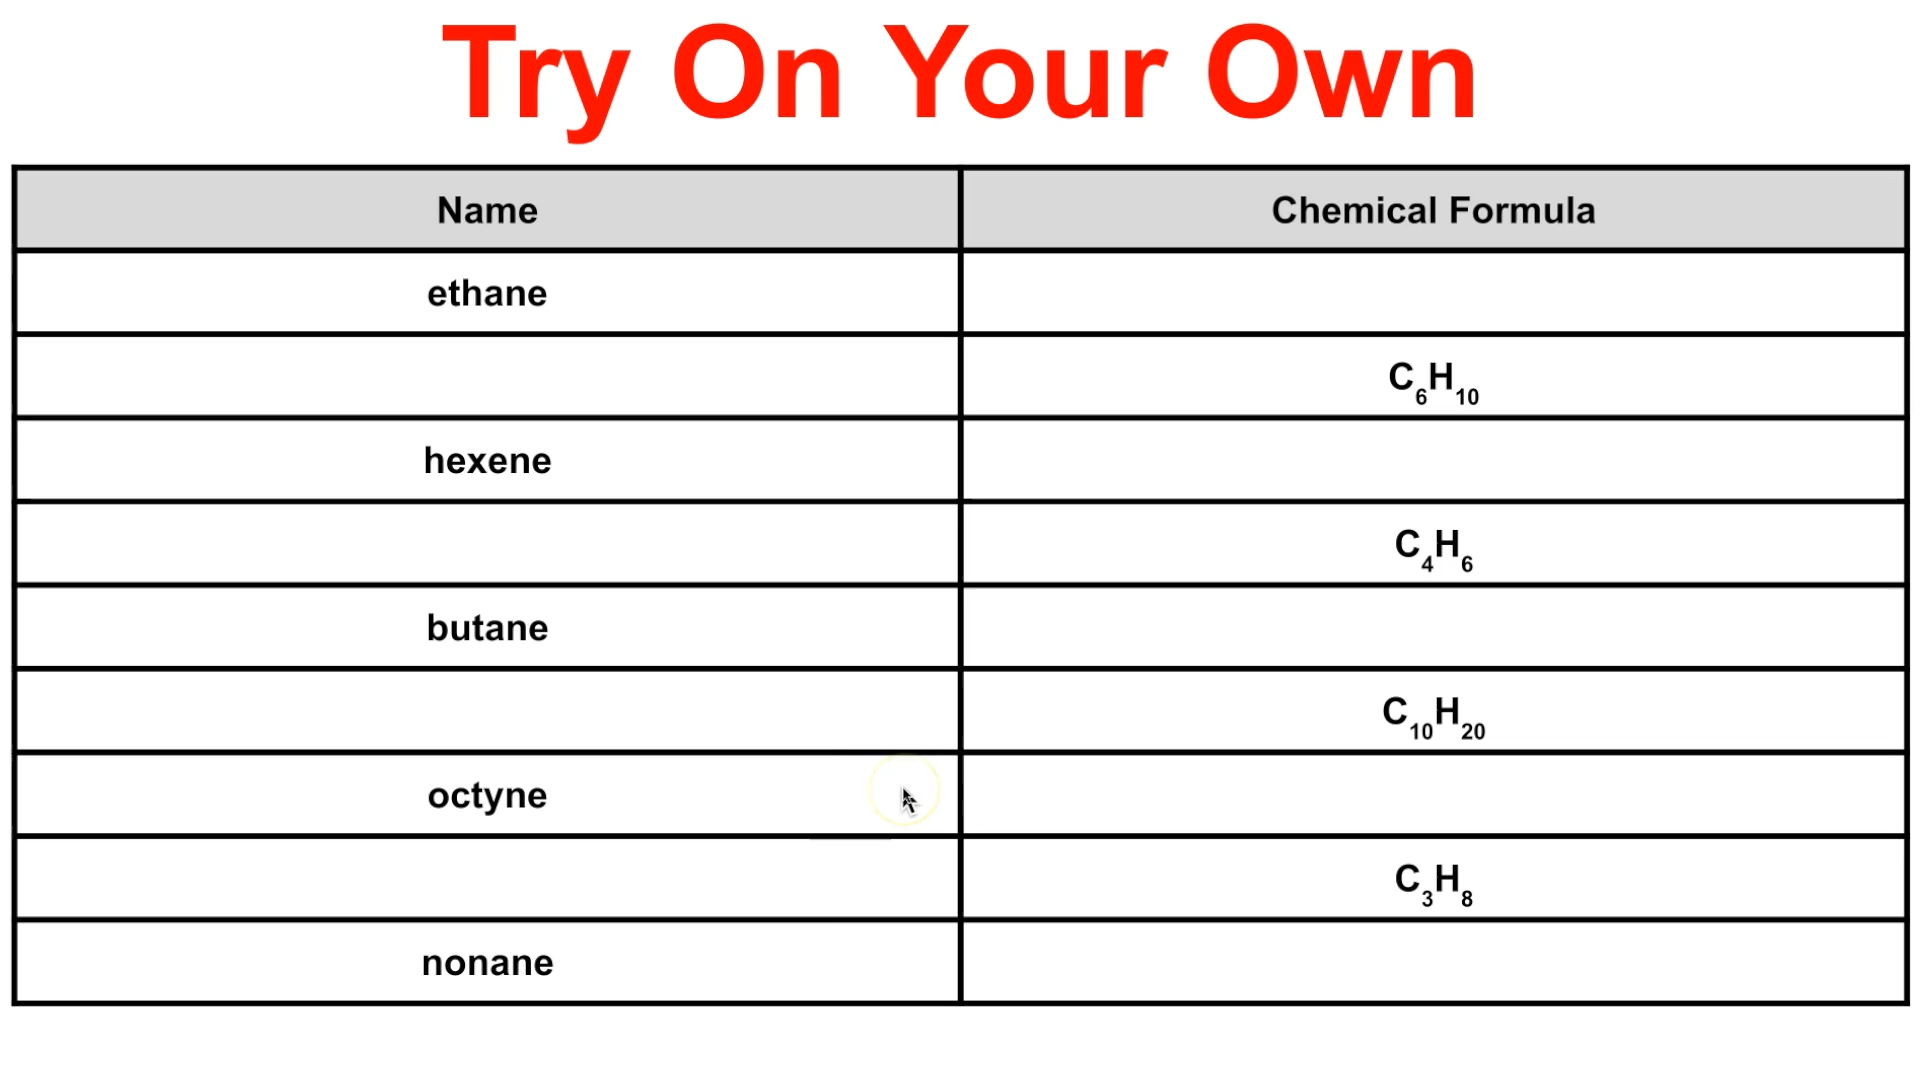 Try On Your Own
Name Chemical Formula
ethane
C₆H₁₀
hexene
C₄H₆
butane
C₁₀H₂₀
octyne
C₃H₈
nonane